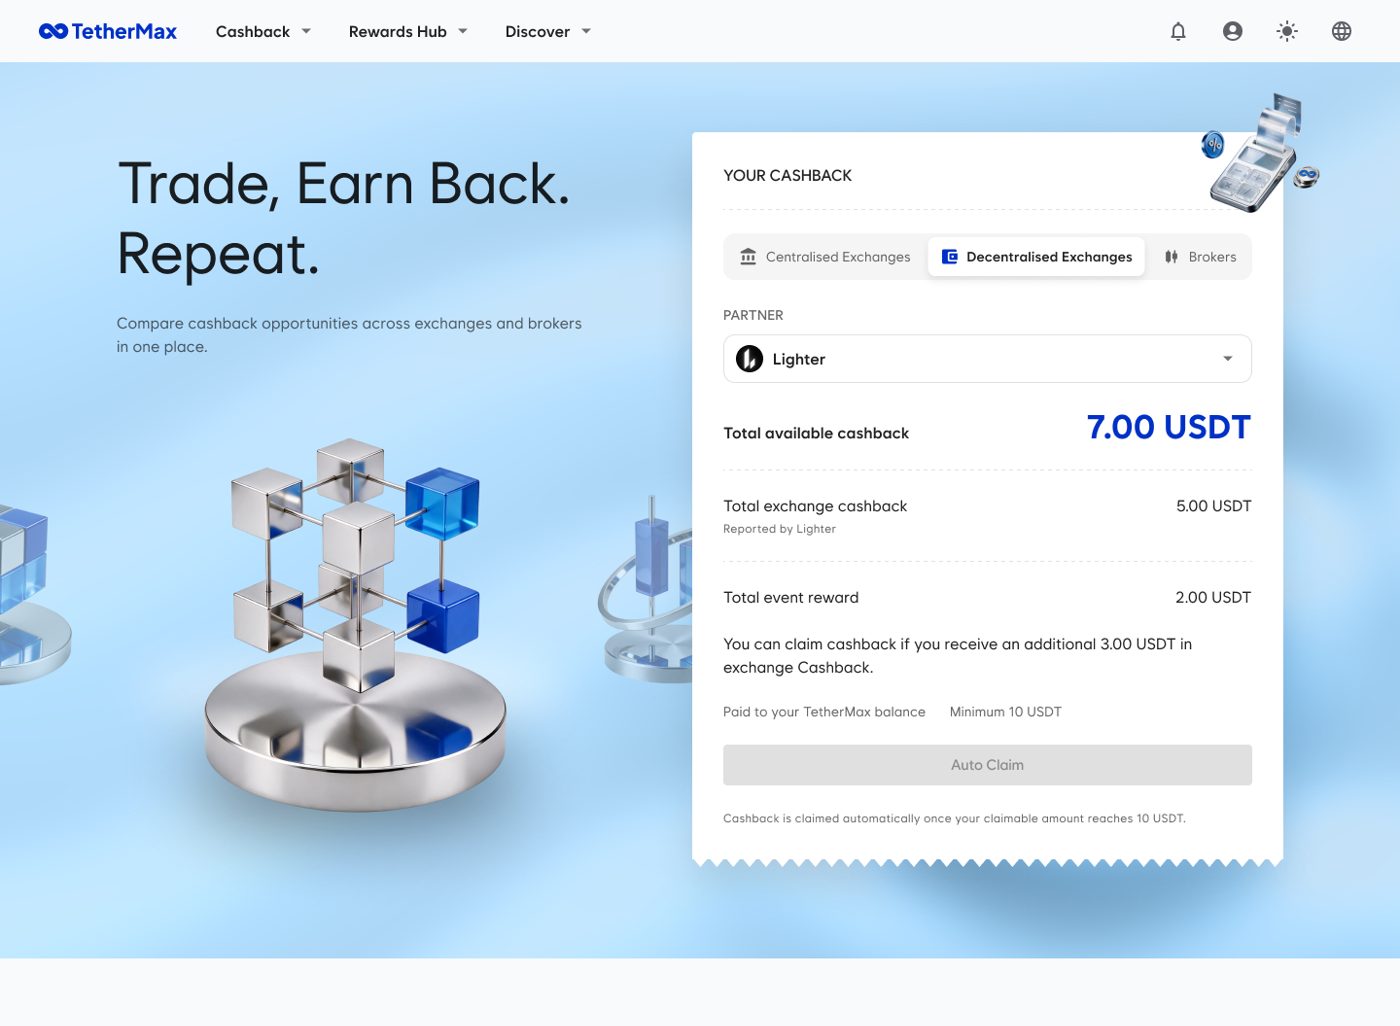 TetherMax
Cashback
Rewards Hub
Discover
Trade, Earn Back.
Repeat.
Compare cashback opportunities across exchanges and brokers
in one place.
YOUR CASHBACK
%
Centralised Exchanges
Decentralised Exchanges
Brokers
PARTNER
Lighter
Total available cashback
7.00 USDT
Total exchange cashback
5.00 USDT
Reported by Lighter
Total event reward
2.00 USDT
You can claim cashback if you receive an additional 3.00 USDT in
exchange Cashback.
Paid to your TetherMax balance
Minimum 10 USDT
Auto Claim
Cashback is claimed automatically once your claimable amount reaches 10 USDT.